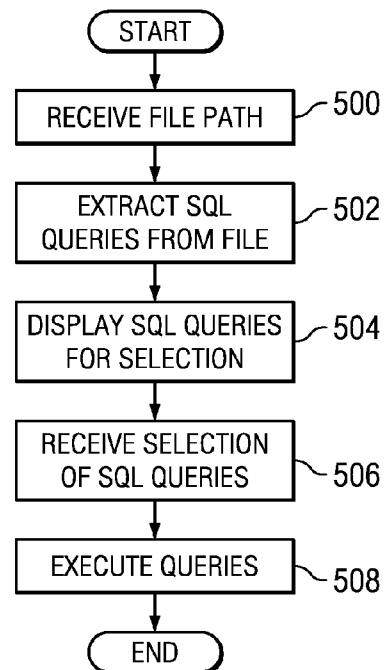 START
RECEIVE FILE PATH
500
EXTRACT SQL
QUERIES FROM FILE
502
DISPLAY SQL QUERIES
FOR SELECTION
504
RECEIVE SELECTION
OF SQL QUERIES
506
EXECUTE QUERIES
508
END